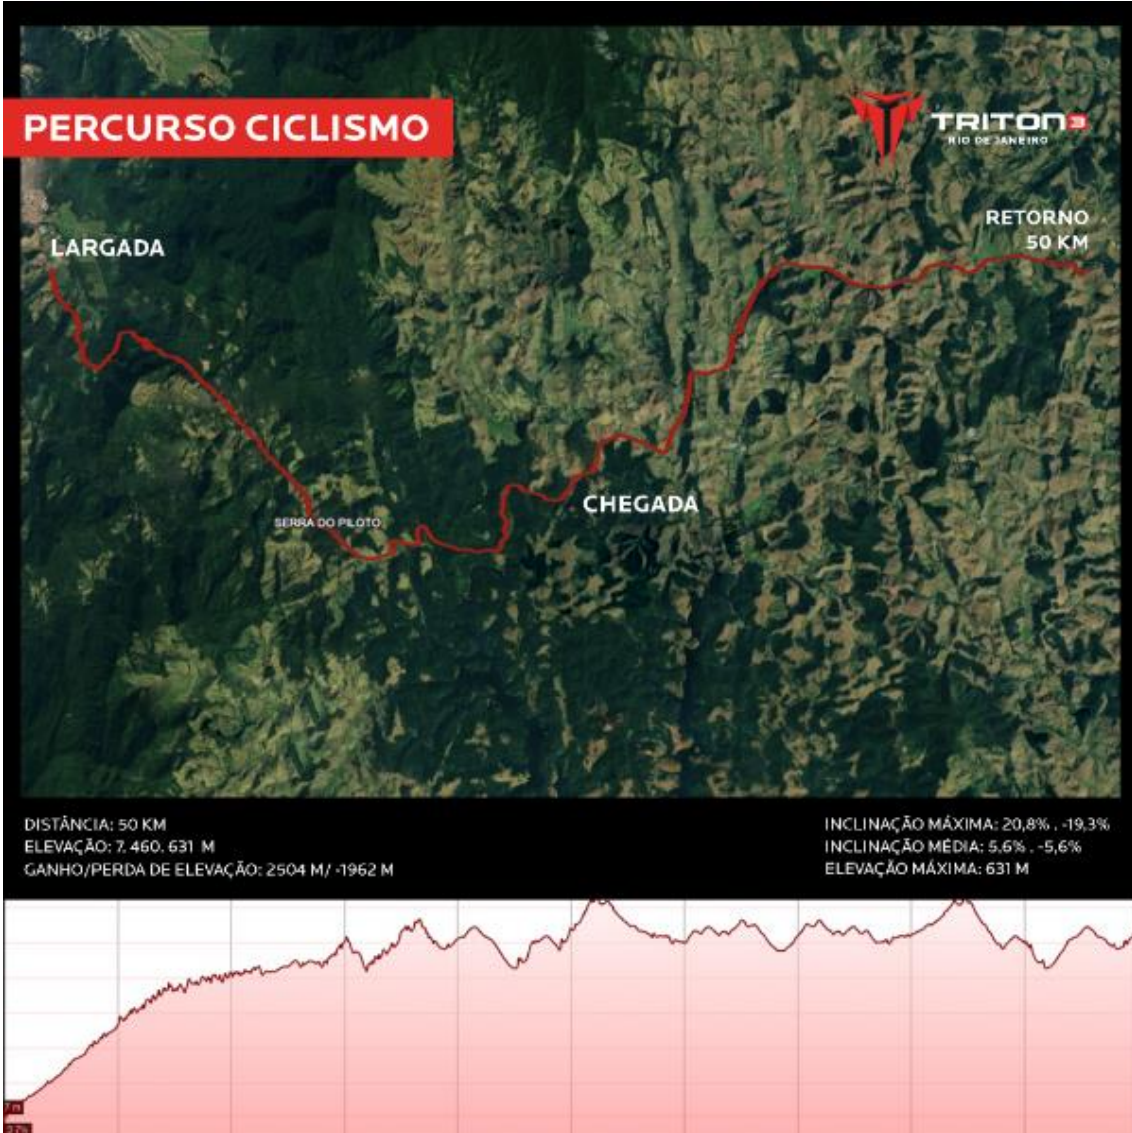 PERCURSO CICLISMO
TRITON3
RIO DE JANEIRO
RETORNO
50 KM
LARGADA
CHEGADA
SERRA DO PILOTO
DISTÂNCIA: 50 KM
ELEVAÇÃO: 7. 460. 631 M
GANHO/PERDA DE ELEVAÇÃO: 2504 M/ -1962 M
INCLINAÇÃO MÁXIMA: 20,8% . -19,3%
INCLINAÇÃO MÉDIA: 5,6% . -5,6%
ELEVAÇÃO MÁXIMA: 631 M
7 m